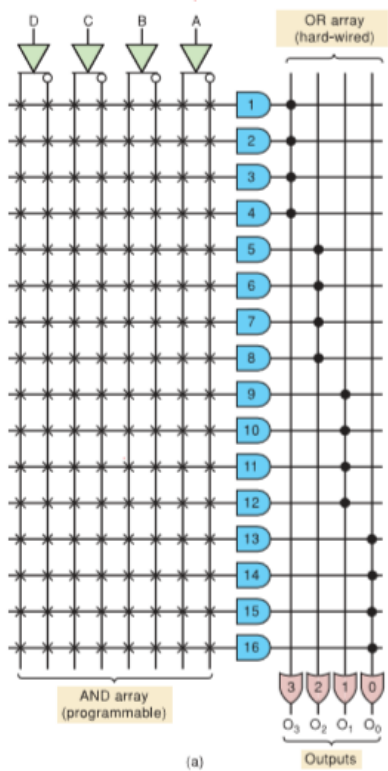 D C B A
OR array
(hard-wired)
1
2
3
4
5
6
7
8
9
10
11
12
13
14
15
16
3 2 1 0
AND array
(programmable)
O₃ O₂ O₁ O₀
(a)
Outputs